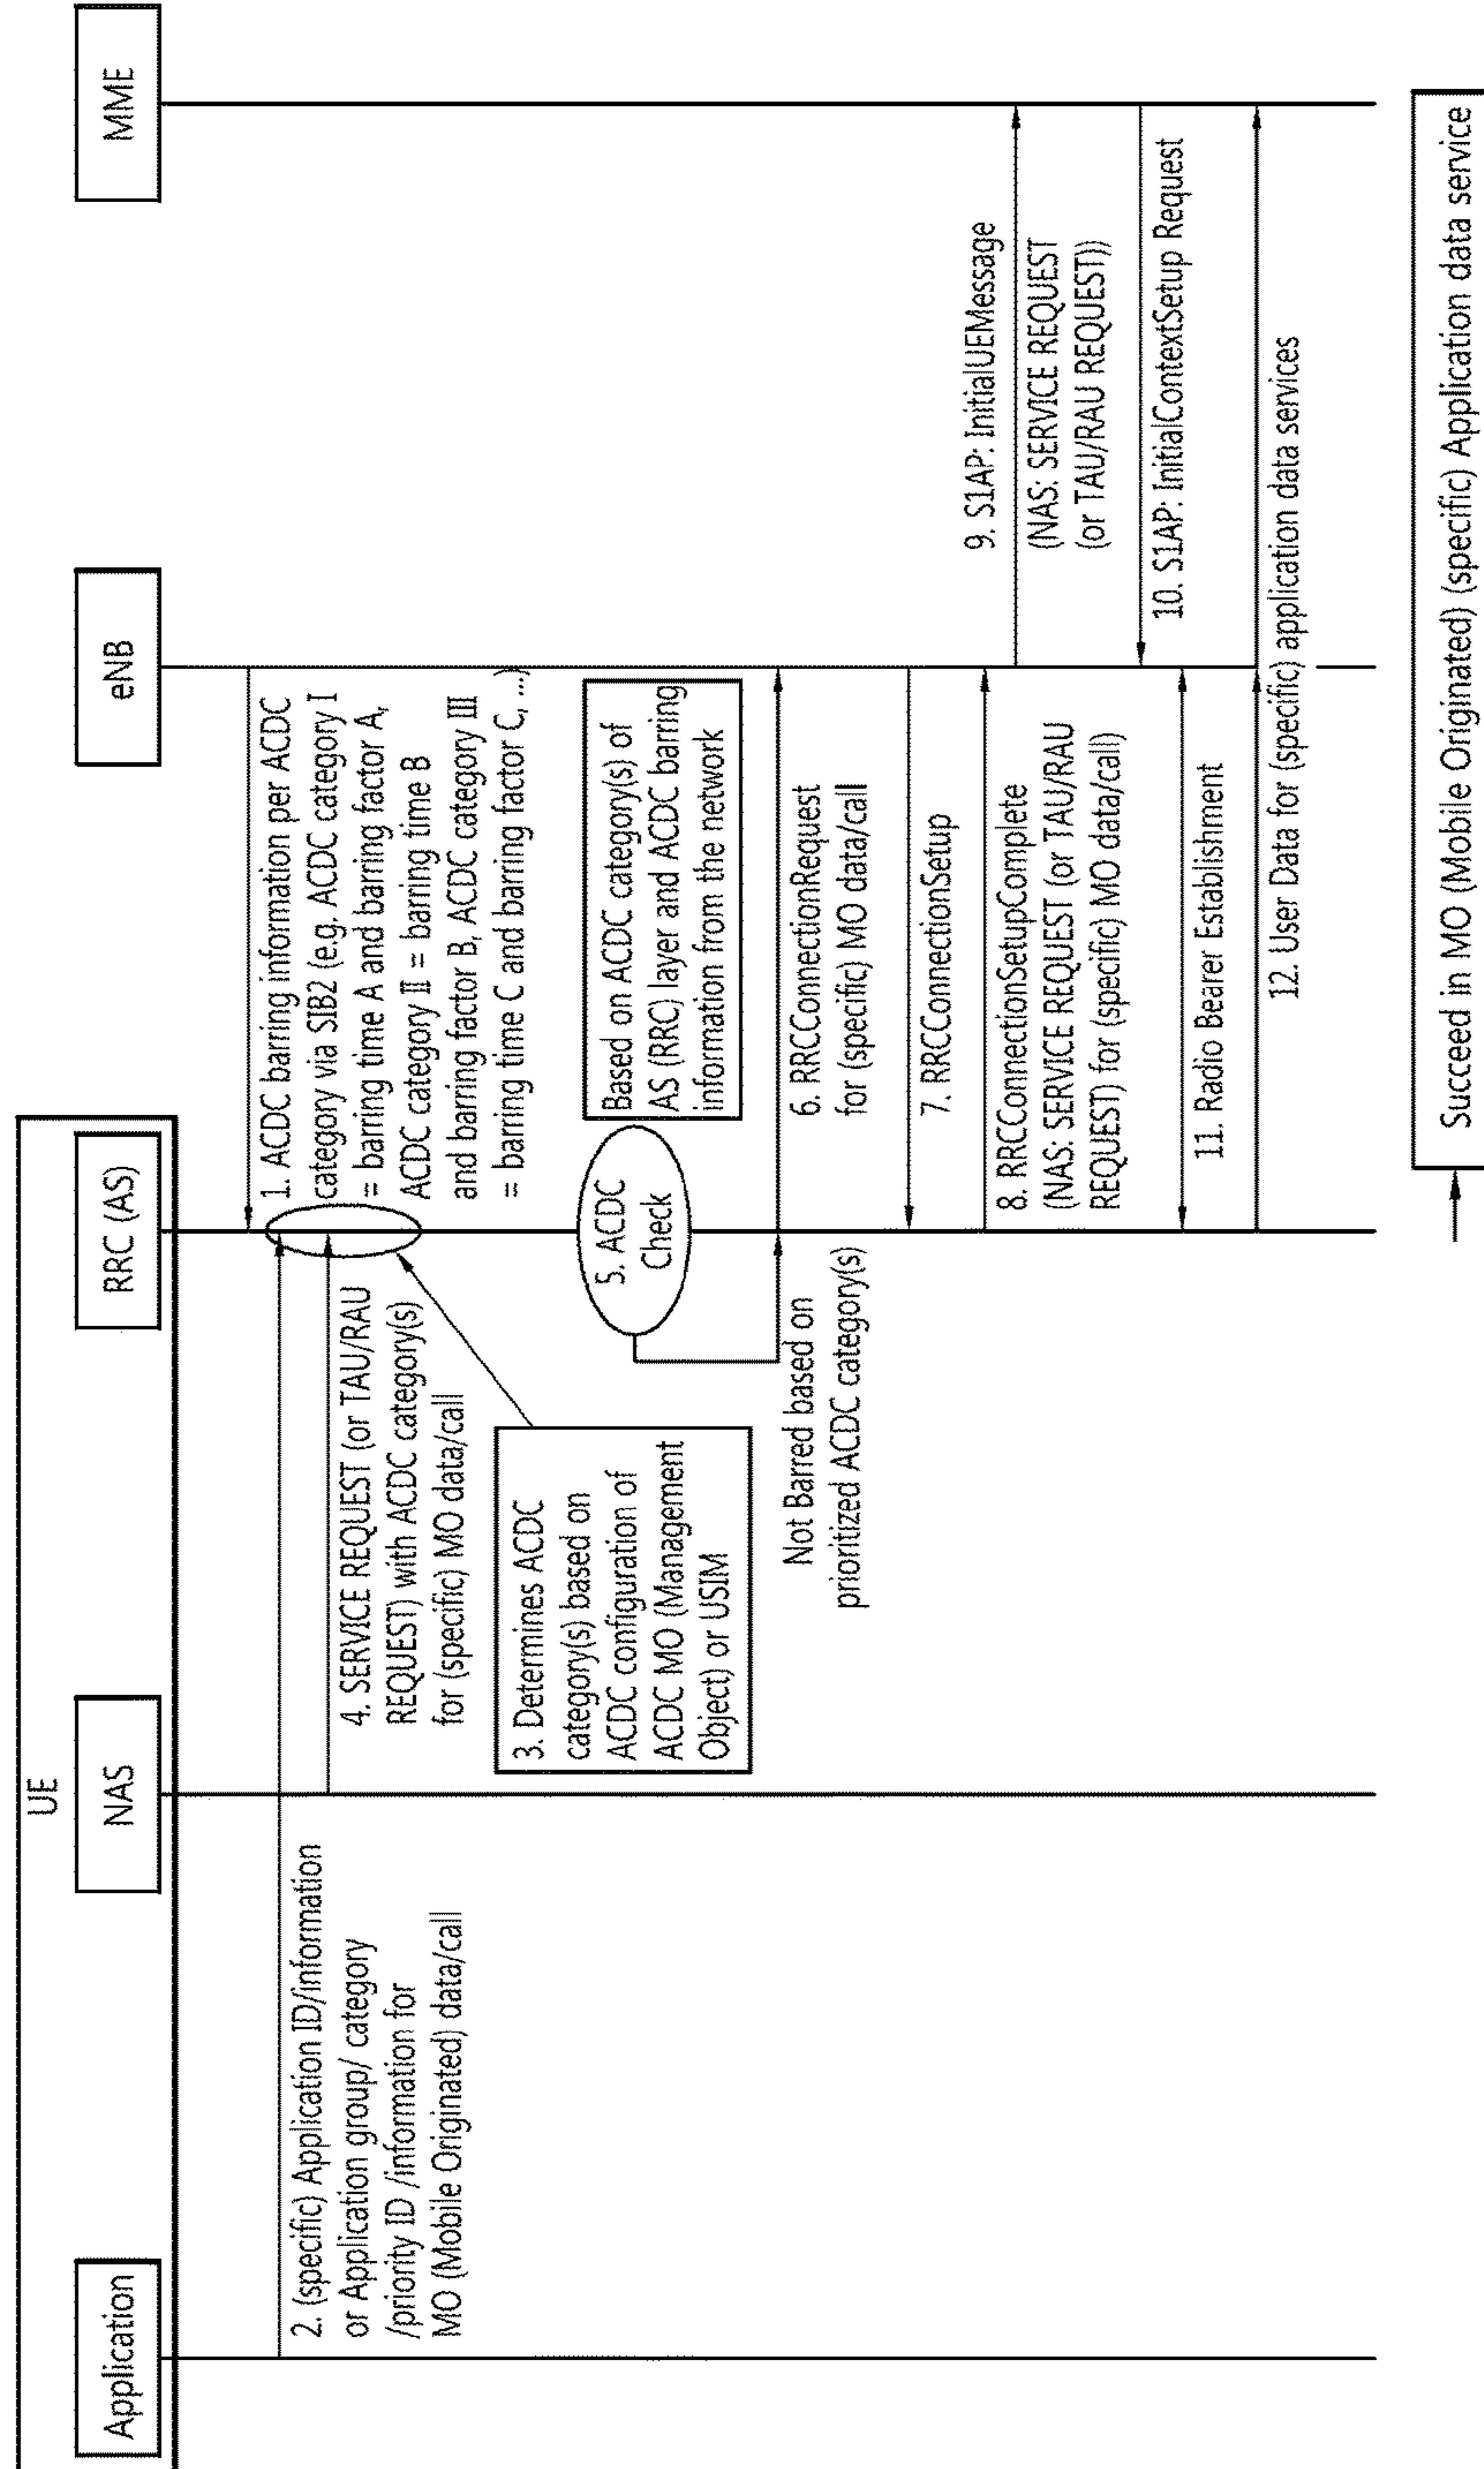 UE
Application
NAS
RRC (AS)
eNB
MME
1. ACDC barring information per ACDC
category via SIB2 (e.g. ACDC category I
= barring time A and barring factor A,
ACDC category II = barring time B
and barring factor B, ACDC category III
= barring time C and barring factor C, ...)
2. (specific) Application ID/information
or Application group/ category
/priority ID /information for
MO (Mobile Originated) data/call
4. SERVICE REQUEST (or TAU/RAU
REQUEST) with ACDC category(s)
for (specific) MO data/call
3. Determines ACDC
category(s) based on
ACDC configuration of
ACDC MO (Management
Object) or USIM
5. ACDC
Check
Based on ACDC category(s) of
AS (RRC) layer and ACDC barring
information from the network
Not Barred based on
prioritized ACDC category(s)
6. RRCConnectionRequest
for (specific) MO data/call
7. RRCConnectionSetup
8. RRCConnectionSetupComplete
(NAS: SERVICE REQUEST (or TAU/RAU
REQUEST) for (specific) MO data/call)
9. S1AP: InitialUEMessage
(NAS: SERVICE REQUEST
(or TAU/RAU REQUEST))
10. S1AP: InitialContextSetup Request
11. Radio Bearer Establishment
12. User Data for (specific) application data services
Succeed in MO (Mobile Originated) (specific) Application data service